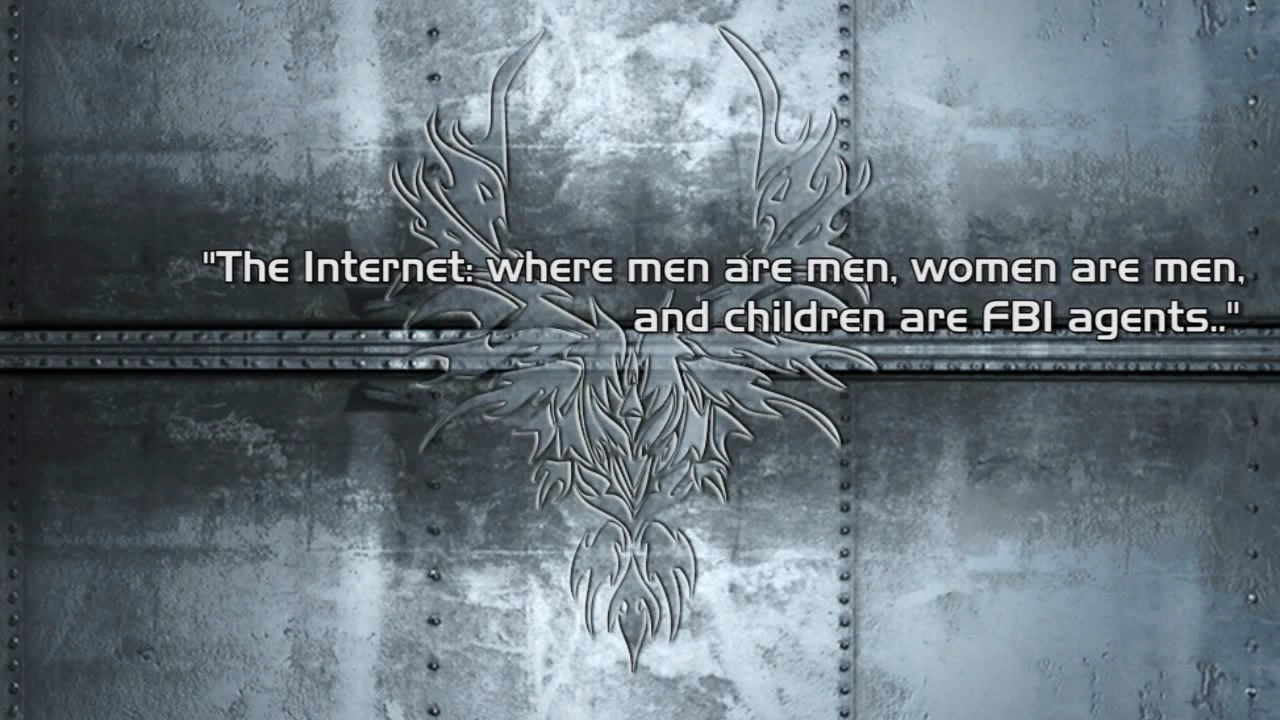 "The Internet: where men are men, women are men,
and children are FBI agents.."